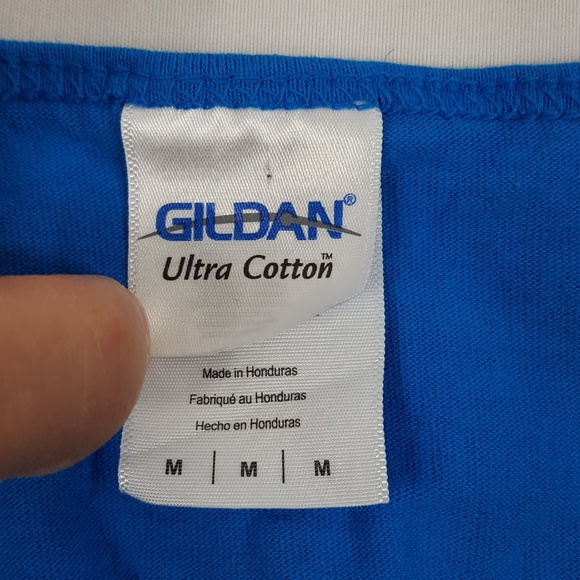 GILDAN®
Ultra Cotton™
Made in Honduras
Fabriqué au Honduras
Hecho en Honduras
M | M | M